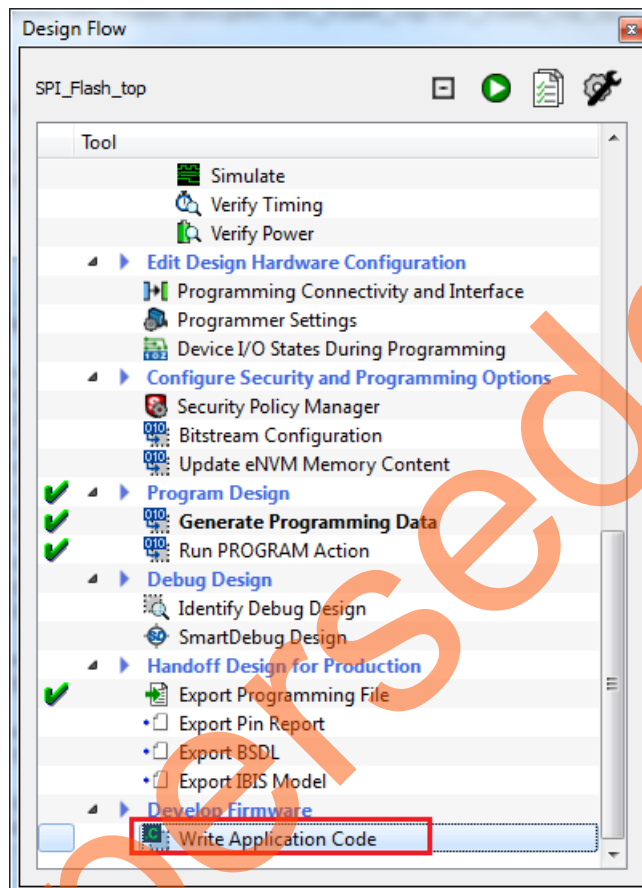 Design Flow
SPI_Flash_top
Tool
Simulate
Verify Timing
Verify Power
Edit Design Hardware Configuration
Programming Connectivity and Interface
Programmer Settings
Device I/O States During Programming
Configure Security and Programming Options
Security Policy Manager
Bitstream Configuration
Update eNVM Memory Content
Program Design
Generate Programming Data
Run PROGRAM Action
Debug Design
Identify Debug Design
SmartDebug Design
Handoff Design for Production
Export Programming File
Export Pin Report
Export BSDL
Export IBIS Model
Develop Firmware
Write Application Code